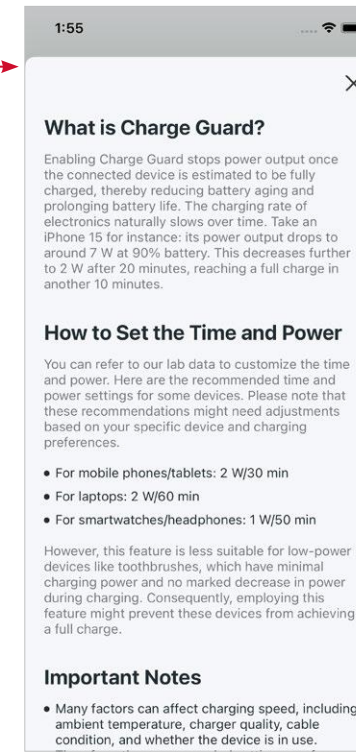 1:55
What is Charge Guard?
Enabling Charge Guard stops power output once
the connected device is estimated to be fully
charged, thereby reducing battery aging and
prolonging battery life. The charging rate of
electronics naturally slows over time. Take an
iPhone 15 for instance: its power output drops to
around 7 W at 90% battery. This decreases further
to 2 W after 20 minutes, reaching a full charge in
another 10 minutes.
How to Set the Time and Power
You can refer to our lab data to customize the time
and power. Here are the recommended time and
power settings for some devices. Please note that
these recommendations might need adjustments
based on your specific device and charging
preferences.
• For mobile phones/tablets: 2 W/30 min
• For laptops: 2 W/60 min
• For smartwatches/headphones: 1 W/50 min
However, this feature is less suitable for low-power
devices like toothbrushes, which have minimal
charging power and no marked decrease in power
during charging. Consequently, employing this
feature might prevent these devices from achieving
a full charge.
Important Notes
• Many factors can affect charging speed, including
ambient temperature, charger quality, cable
condition, and whether the device is in use.